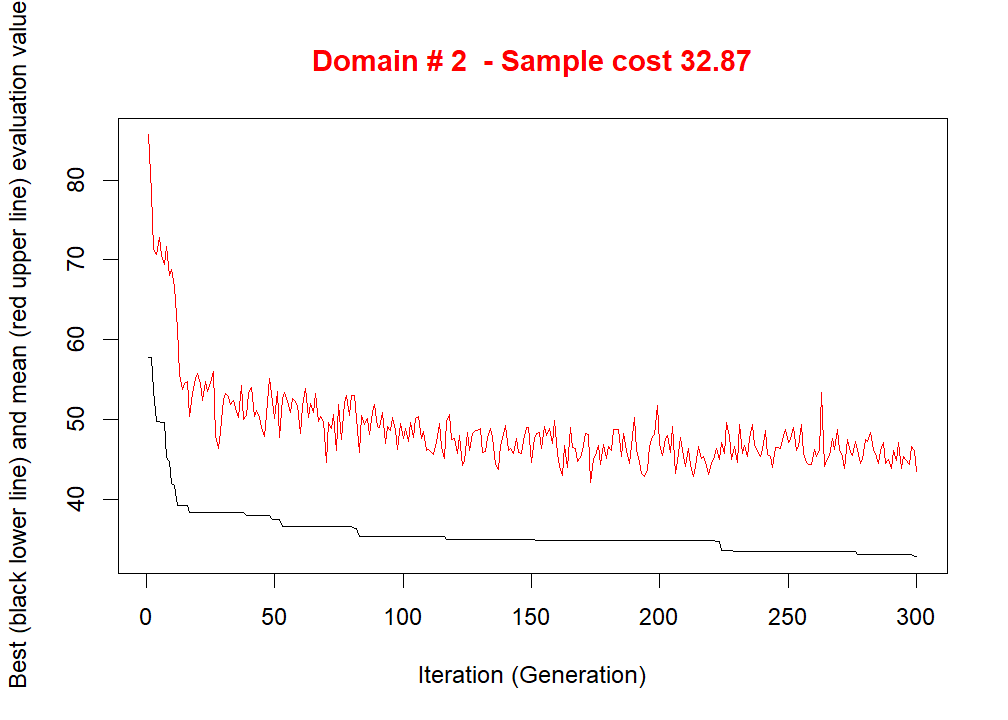 Domain # 2  - Sample cost 32.87
Best (black lower line) and mean (red upper line) evaluation value
80
70
60
50
40
0 50 100 150 200 250 300
Iteration (Generation)